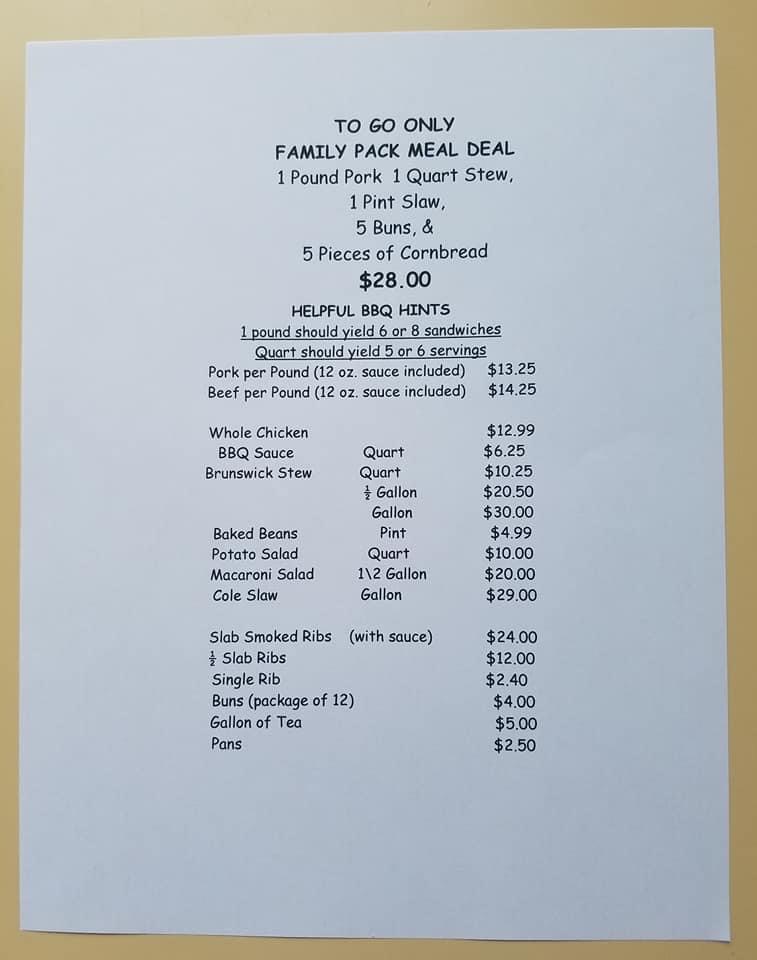 TO GO ONLY
FAMILY PACK MEAL DEAL
1 Pound Pork 1 Quart Stew,
1 Pint Slaw,
5 Buns, &
5 Pieces of Cornbread
$28.00
HELPFUL BBQ HINTS
1 pound should yield 6 or 8 sandwiches
Quart should yield 5 or 6 servings
Pork per Pound (12 oz. sauce included) $13.25
Beef per Pound (12 oz. sauce included) $14.25
Whole Chicken $12.99
BBQ Sauce Quart $6.25
Brunswick Stew Quart $10.25
½ Gallon $20.50
Gallon $30.00
Baked Beans Pint $4.99
Potato Salad Quart $10.00
Macaroni Salad 1\2 Gallon $20.00
Cole Slaw Gallon $29.00
Slab Smoked Ribs (with sauce) $24.00
½ Slab Ribs $12.00
Single Rib $2.40
Buns (package of 12) $4.00
Gallon of Tea $5.00
Pans $2.50